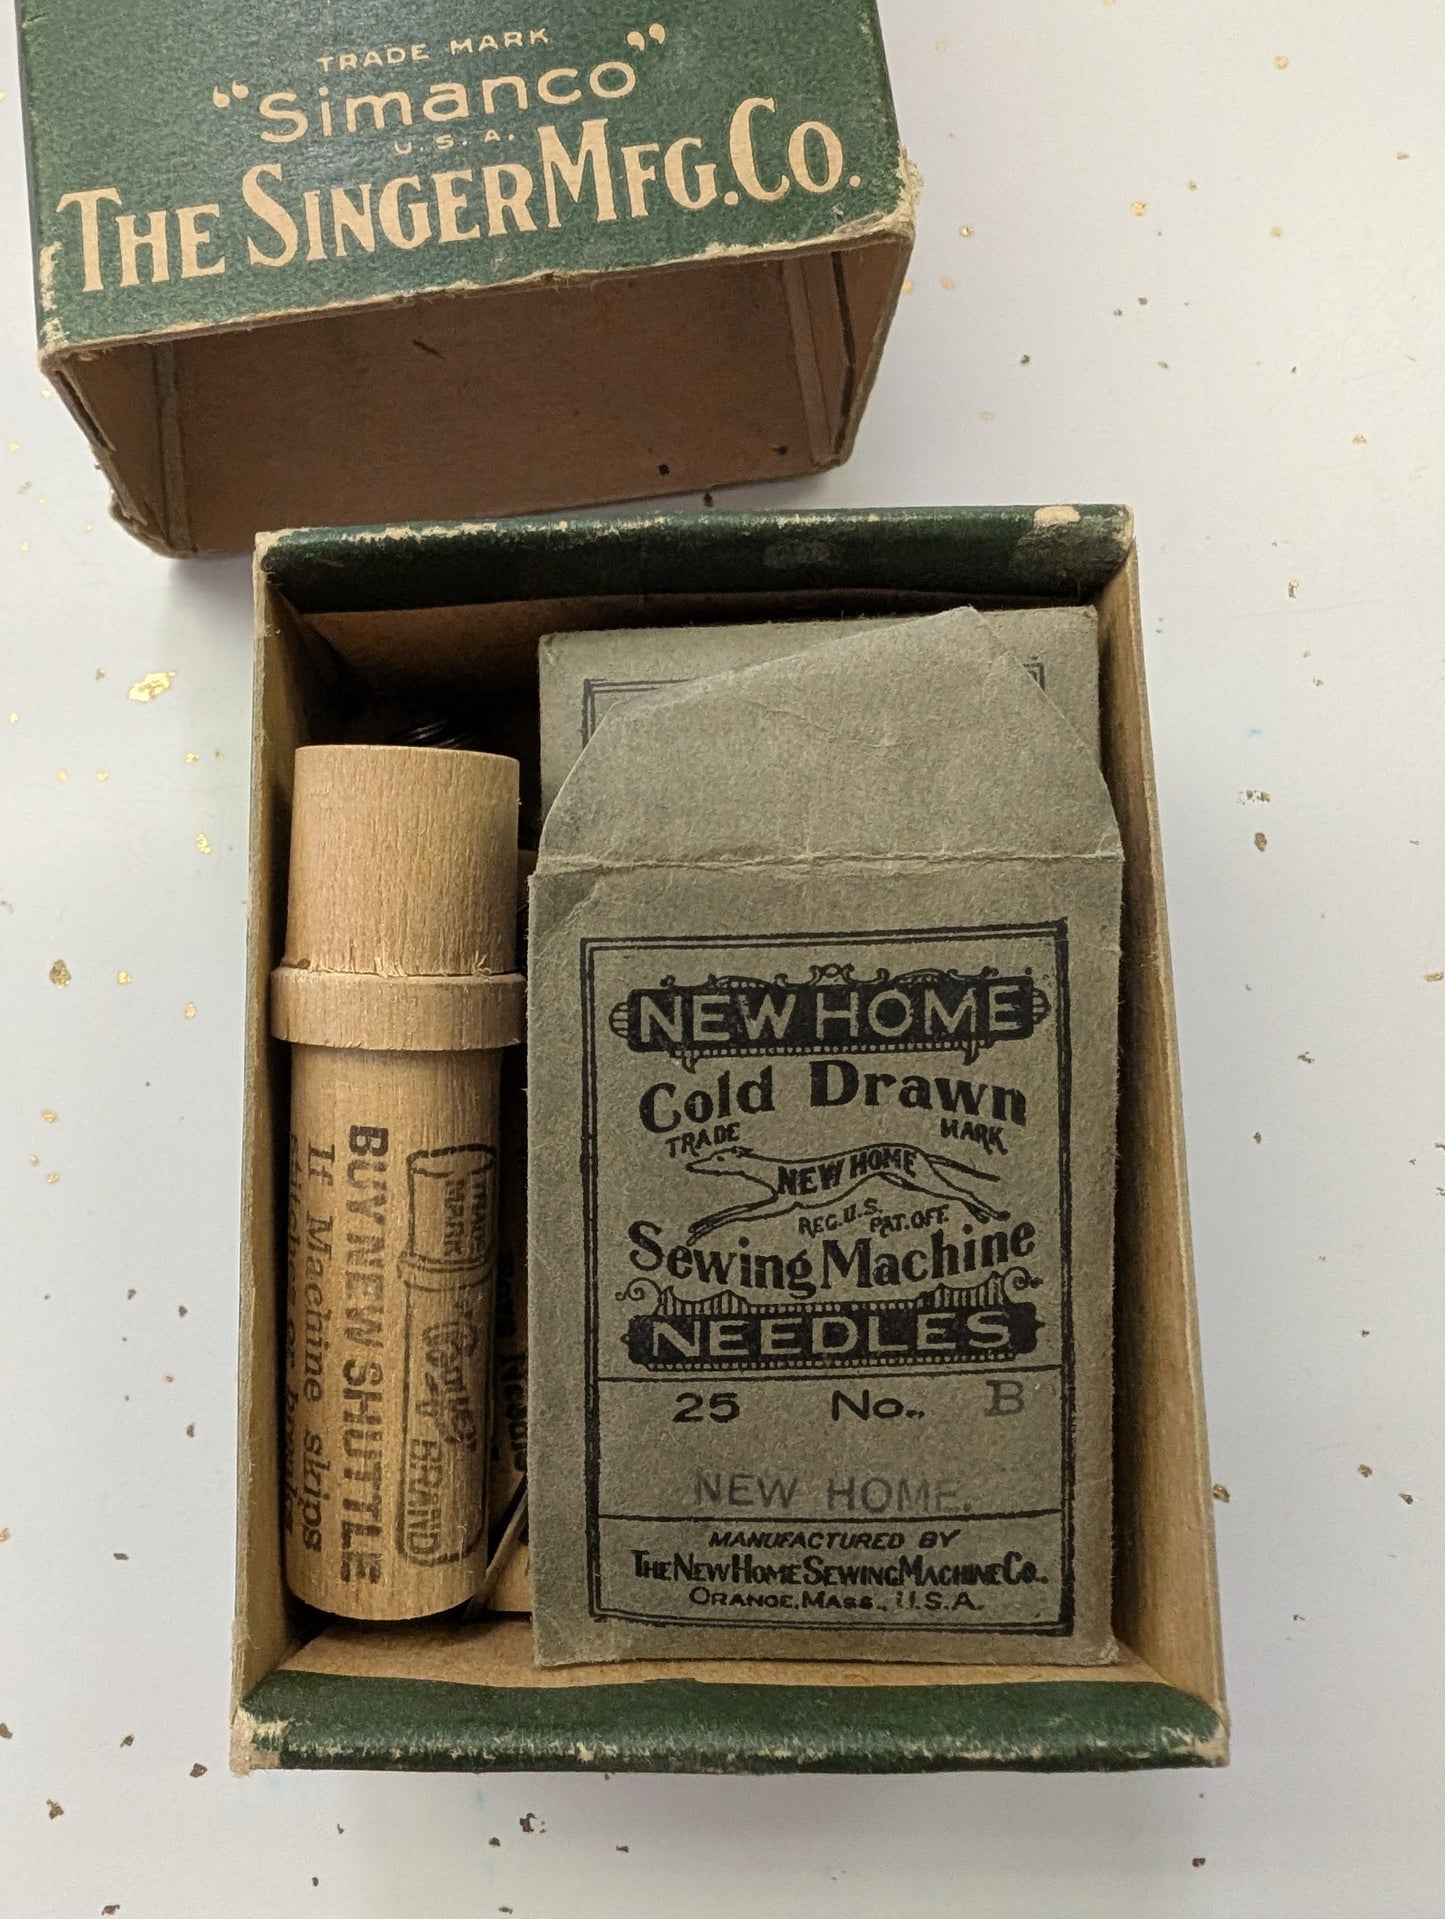 TRADE MARK
"Simanco"
U.S.A.
THE SINGER MFG. CO.
NEW HOME
Cold Drawn
TRADE MARK
NEW HOME
REG. U.S. PAT. OFF.
Sewing Machine
NEEDLES
25 No. B
NEW HOME.
MANUFACTURED BY
THE NEW HOME SEWING MACHINE CO.
ORANGE, MASS., U.S.A.
TRADE
MARK
BRAND
BUY NEW SHUTTLE
If Machine skips